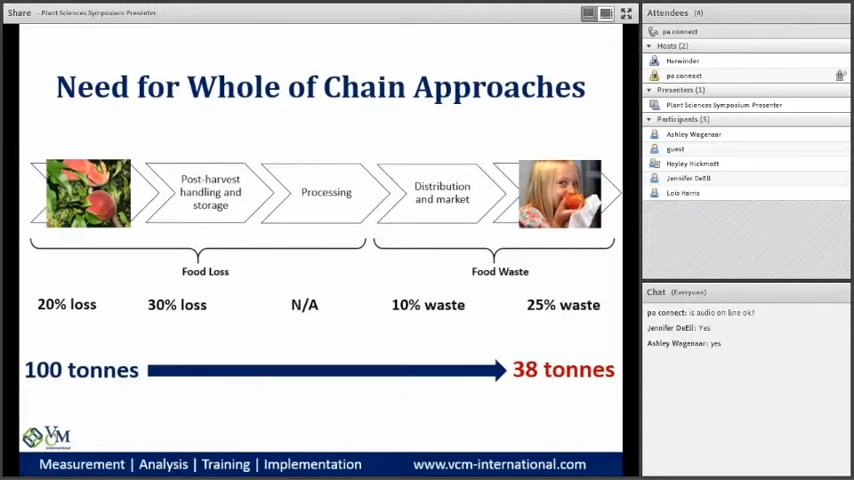 Share - Plant Sciences Symposium Presenter
Need for Whole of Chain Approaches
Post-harvest
handling and
storage
Processing
Distribution
and market
Food Loss
Food Waste
20% loss
30% loss
N/A
10% waste
25% waste
100 tonnes
38 tonnes
VCM
International
Measurement | Analysis | Training | Implementation
www.vcm-international.com
Attendees (8)
pa connect
Hosts (2)
Harwinder
pa connect
Presenters (1)
Plant Sciences Symposium Presenter
Participants (5)
Ashley Wagenaar
guest
Hayley Hickmott
Jennifer DeEll
Lois Harris
Chat (Everyone)
pa connect: is audio on line ok?
Jennifer DeEll: Yes
Ashley Wagenaar: yes